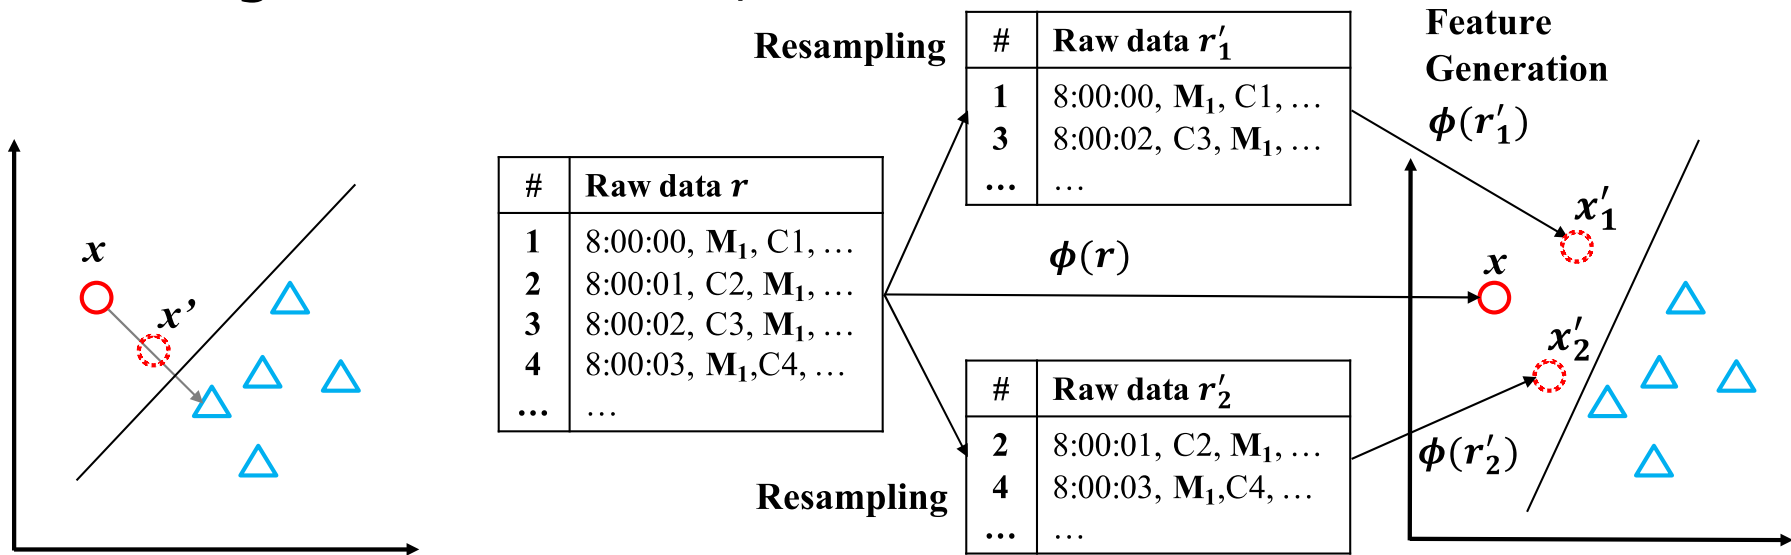 x
x'
# Raw data r
1 8:00:00, M₁, C1, …
2 8:00:01, C2, M₁, …
3 8:00:02, C3, M₁, …
4 8:00:03, M₁,C4, …
... …
Resampling
# Raw data r′₁
1 8:00:00, M₁, C1, …
3 8:00:02, C3, M₁, …
... …
ϕ(r)
# Raw data r′₂
2 8:00:01, C2, M₁, …
4 8:00:03, M₁,C4, …
... …
Resampling
Feature
Generation
ϕ(r′₁)
x′₁
x
x′₂
ϕ(r′₂)